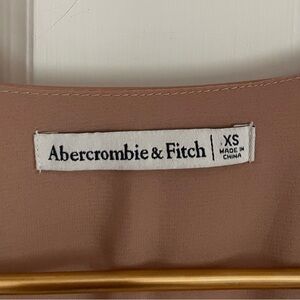 Abercrombie & Fitch
XS
MADE IN
CHINA